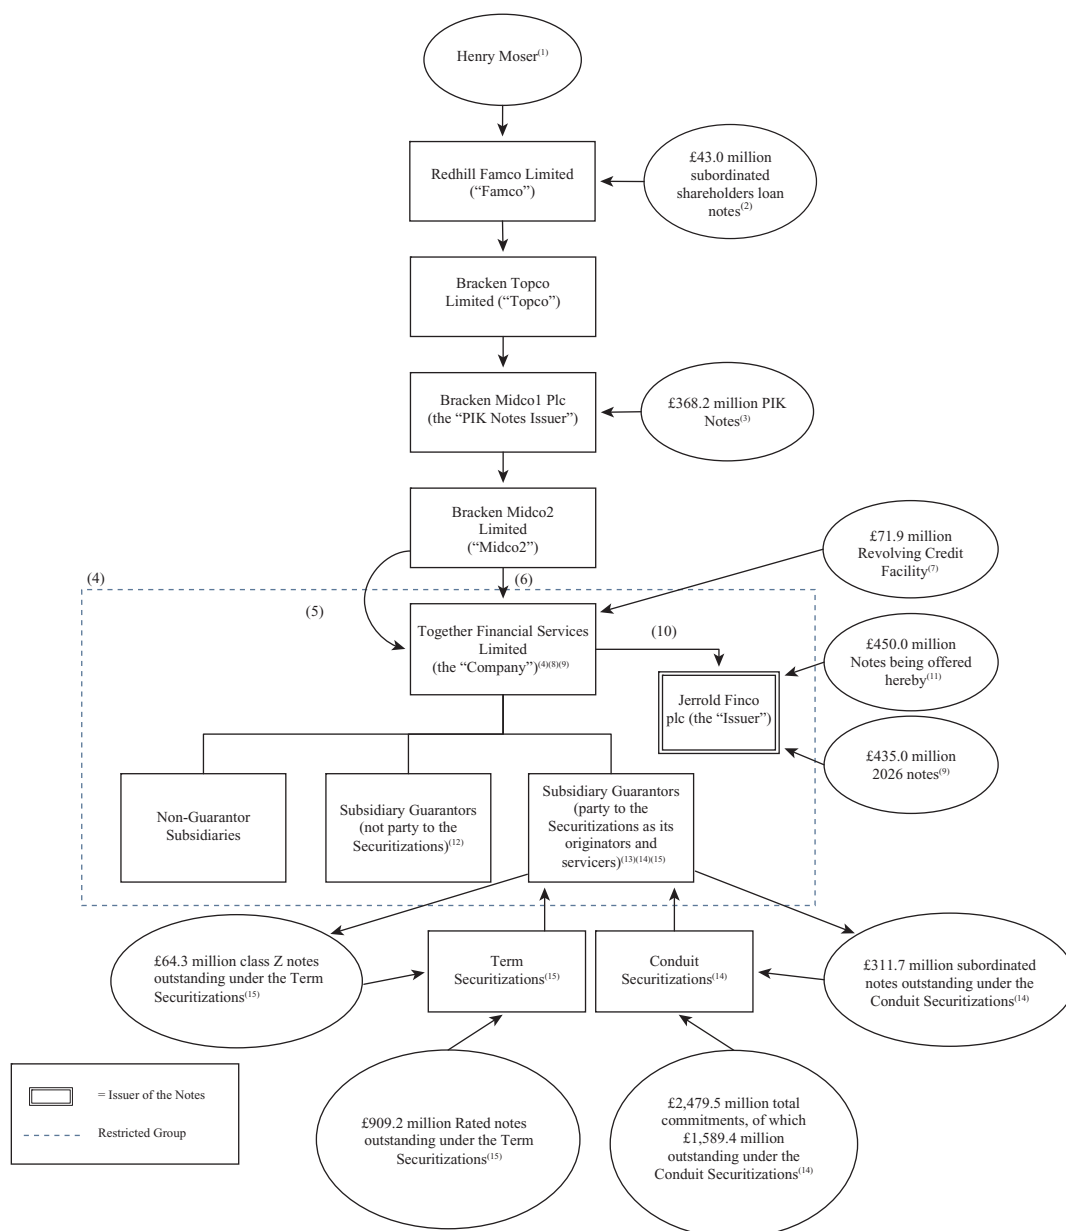 Henry Moser(1)
Redhill Famco Limited
(“Famco”)
£43.0 million
subordinated
shareholders loan
notes(2)
Bracken Topco
Limited (“Topco”)
Bracken Midco1 Plc
(the “PIK Notes Issuer”)
£368.2 million PIK
Notes(3)
Bracken Midco2
Limited
(“Midco2”)
£71.9 million
Revolving Credit
Facility(7)
(4)
(6)
(5)
Together Financial Services
Limited
(the “Company”)(4)(8)(9)
(10)
£450.0 million
Notes being offered
hereby(11)
Jerrold Finco
plc (the “Issuer”)
£435.0 million
2026 notes(9)
Non-Guarantor
Subsidiaries
Subsidiary Guarantors
(not party to the
Securitizations)(12)
Subsidiary Guarantors
(party to the
Securitizations as its
originators and
servicers)(13)(14)(15)
£64.3 million class Z notes
outstanding under the Term
Securitizations(15)
Term
Securitizations(15)
Conduit
Securitizations(14)
£311.7 million subordinated
notes outstanding under the
Conduit Securitizations(14)
= Issuer of the Notes
Restricted Group
£909.2 million Rated notes
outstanding under the Term
Securitizations(15)
£2,479.5 million total
commitments, of which
£1,589.4 million
outstanding under the
Conduit Securitizations(14)